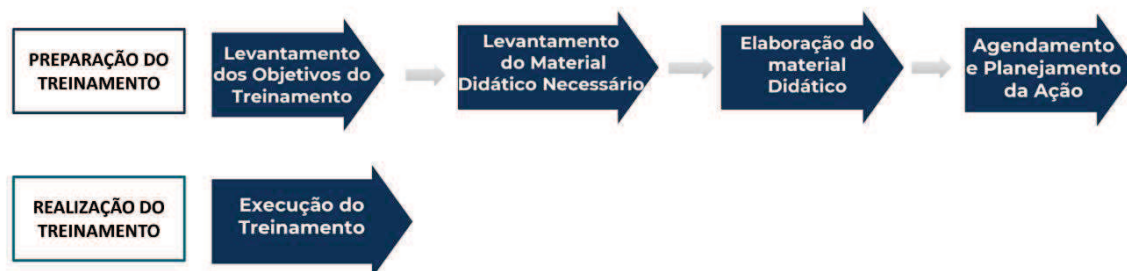 PREPARAÇÃO DO
TREINAMENTO
Levantamento
dos Objetivos do
Treinamento
Levantamento
do Material
Didático Necessário
Elaboração do
material
Didático
Agendamento
e Planejamento
da Ação
REALIZAÇÃO DO
TREINAMENTO
Execução do
Treinamento